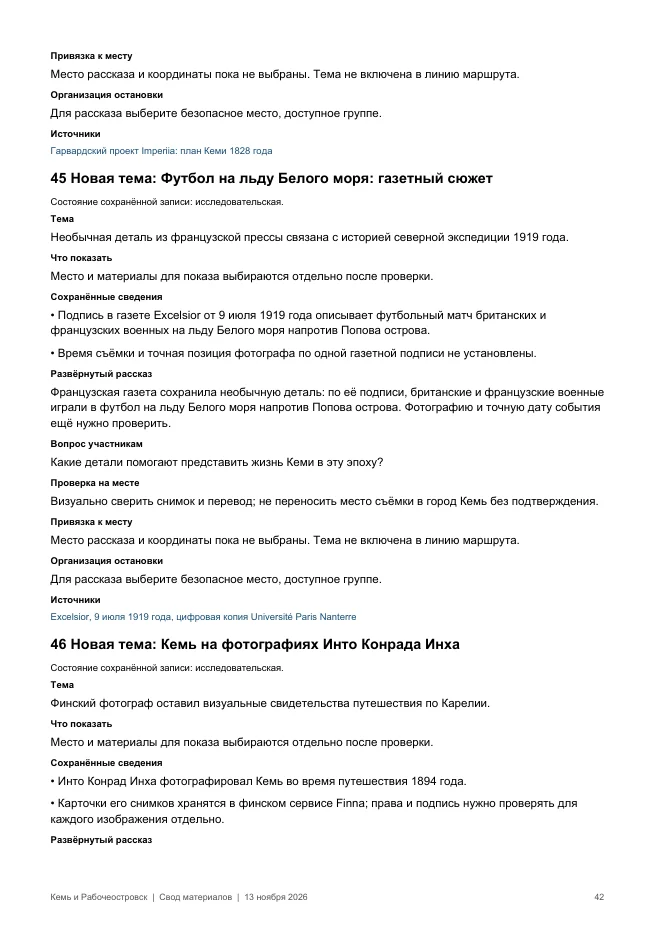 Привязка к месту
Место рассказа и координаты пока не выбраны. Тема не включена в линию маршрута.
Организация остановки
Для рассказа выберите безопасное место, доступное группе.
Источники
Гарвардский проект Imperiia: план Кеми 1828 года
45 Новая тема: Футбол на льду Белого моря: газетный сюжет
Состояние сохранённой записи: исследовательская.
Тема
Необычная деталь из французской прессы связана с историей северной экспедиции 1919 года.
Что показать
Место и материалы для показа выбираются отдельно после проверки.
Сохранённые сведения
• Подпись в газете Excelsior от 9 июля 1919 года описывает футбольный матч британских и
французских военных на льду Белого моря напротив Попова острова.
• Время съёмки и точная позиция фотографа по одной газетной подписи не установлены.
Развёрнутый рассказ
Французская газета сохранила необычную деталь: по её подписи, британские и французские военные
играли в футбол на льду Белого моря напротив Попова острова. Фотографию и точную дату события
ещё нужно проверить.
Вопрос участникам
Какие детали помогают представить жизнь Кеми в эту эпоху?
Проверка на месте
Визуально сверить снимок и перевод; не переносить место съёмки в город Кемь без подтверждения.
Привязка к месту
Место рассказа и координаты пока не выбраны. Тема не включена в линию маршрута.
Организация остановки
Для рассказа выберите безопасное место, доступное группе.
Источники
Excelsior, 9 июля 1919 года, цифровая копия Université Paris Nanterre
46 Новая тема: Кемь на фотографиях Инто Конрада Инха
Состояние сохранённой записи: исследовательская.
Тема
Финский фотограф оставил визуальные свидетельства путешествия по Карелии.
Что показать
Место и материалы для показа выбираются отдельно после проверки.
Сохранённые сведения
• Инто Конрад Инха фотографировал Кемь во время путешествия 1894 года.
• Карточки его снимков хранятся в финском сервисе Finna; права и подпись нужно проверять для
каждого изображения отдельно.
Развёрнутый рассказ
Кемь и Рабочеостровск | Свод материалов | 13 ноября 2026
42